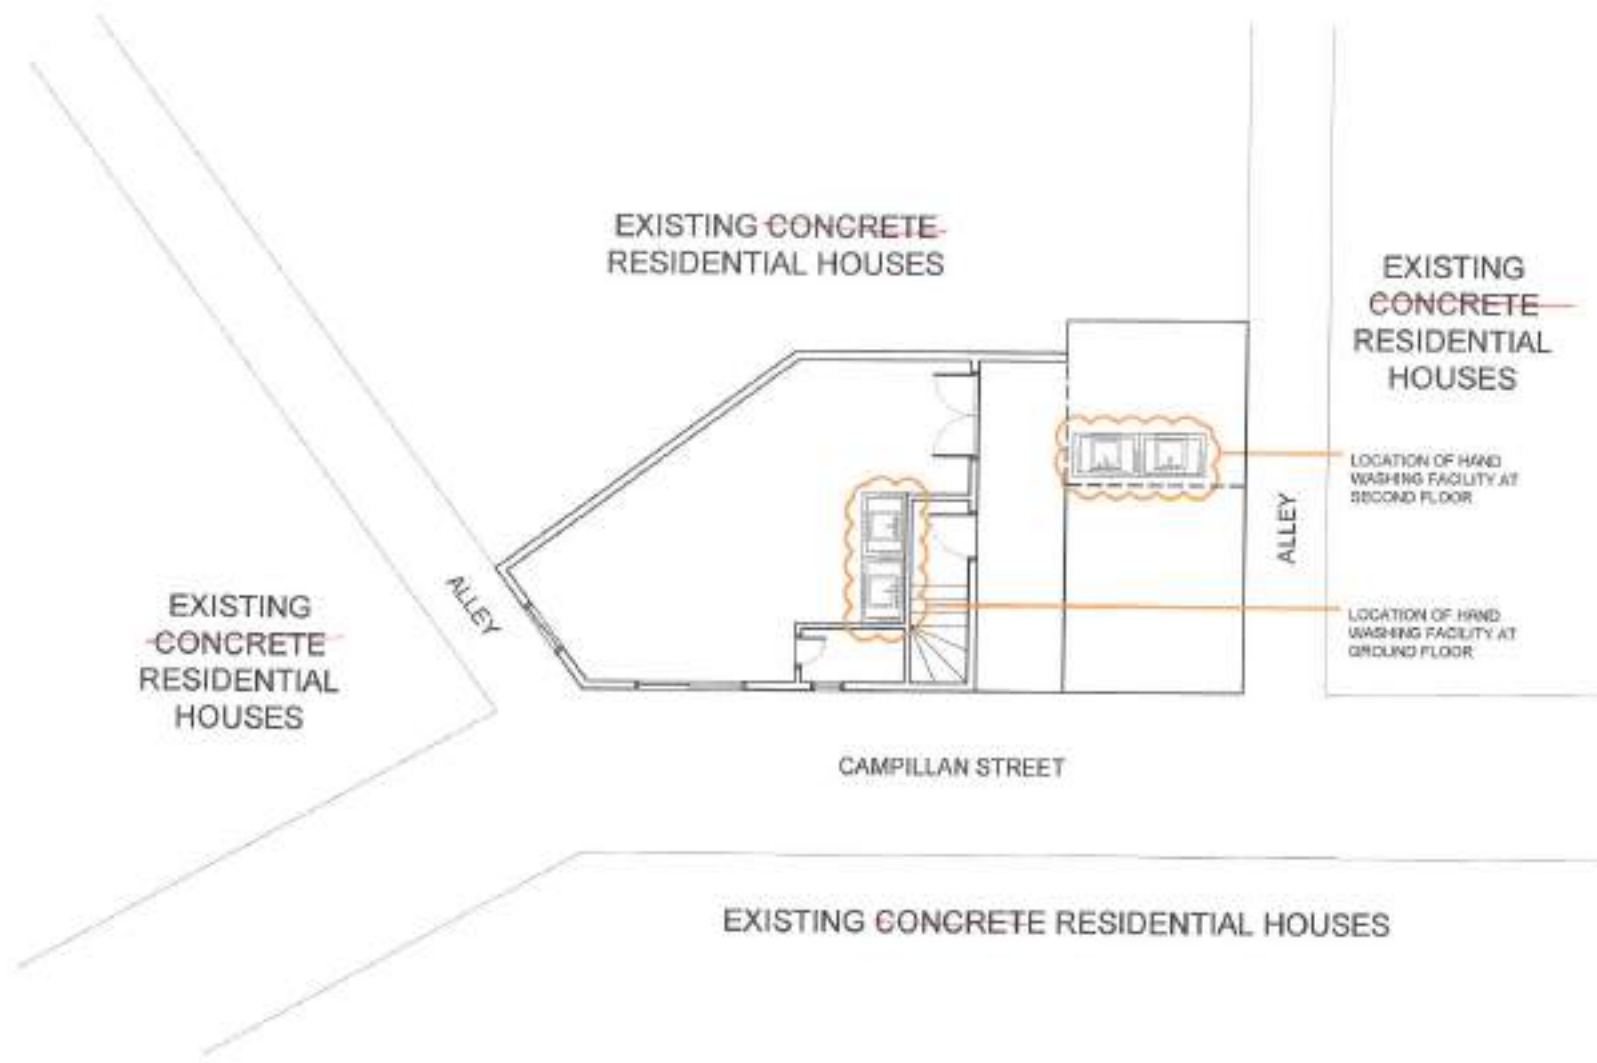 EXISTING CONCRETE
RESIDENTIAL HOUSES
EXISTING
CONCRETE
RESIDENTIAL
HOUSES
LOCATION OF HAND
WASHING FACILITY AT
SECOND FLOOR
ALLEY
ALLEY
EXISTING
CONCRETE
RESIDENTIAL
HOUSES
LOCATION OF HAND
WASHING FACILITY AT
GROUND FLOOR
CAMPILLAN STREET
EXISTING CONCRETE RESIDENTIAL HOUSES